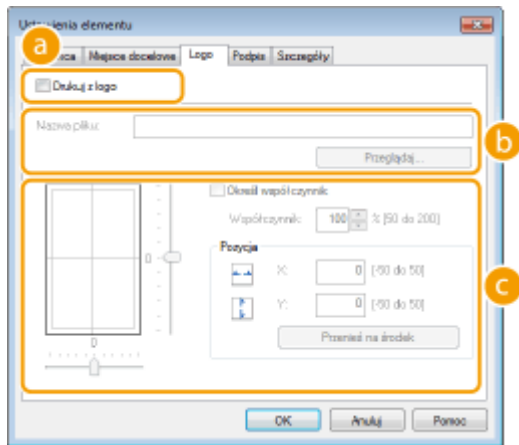 Ustawienia elementu
a
Miejsce docelowe Logo Podpis Szczegóły
Drukuj z logo
Nazwa pliku:
b
Przeglądaj...
Określ współczynnik
Współczynnik: 100 % [50 do 200]
Pozycja
0 X: 0 [-50 do 50]
c
Y: 0 [-50 do 50]
Przenieś na środek
0
OK Anuluj Pomoc